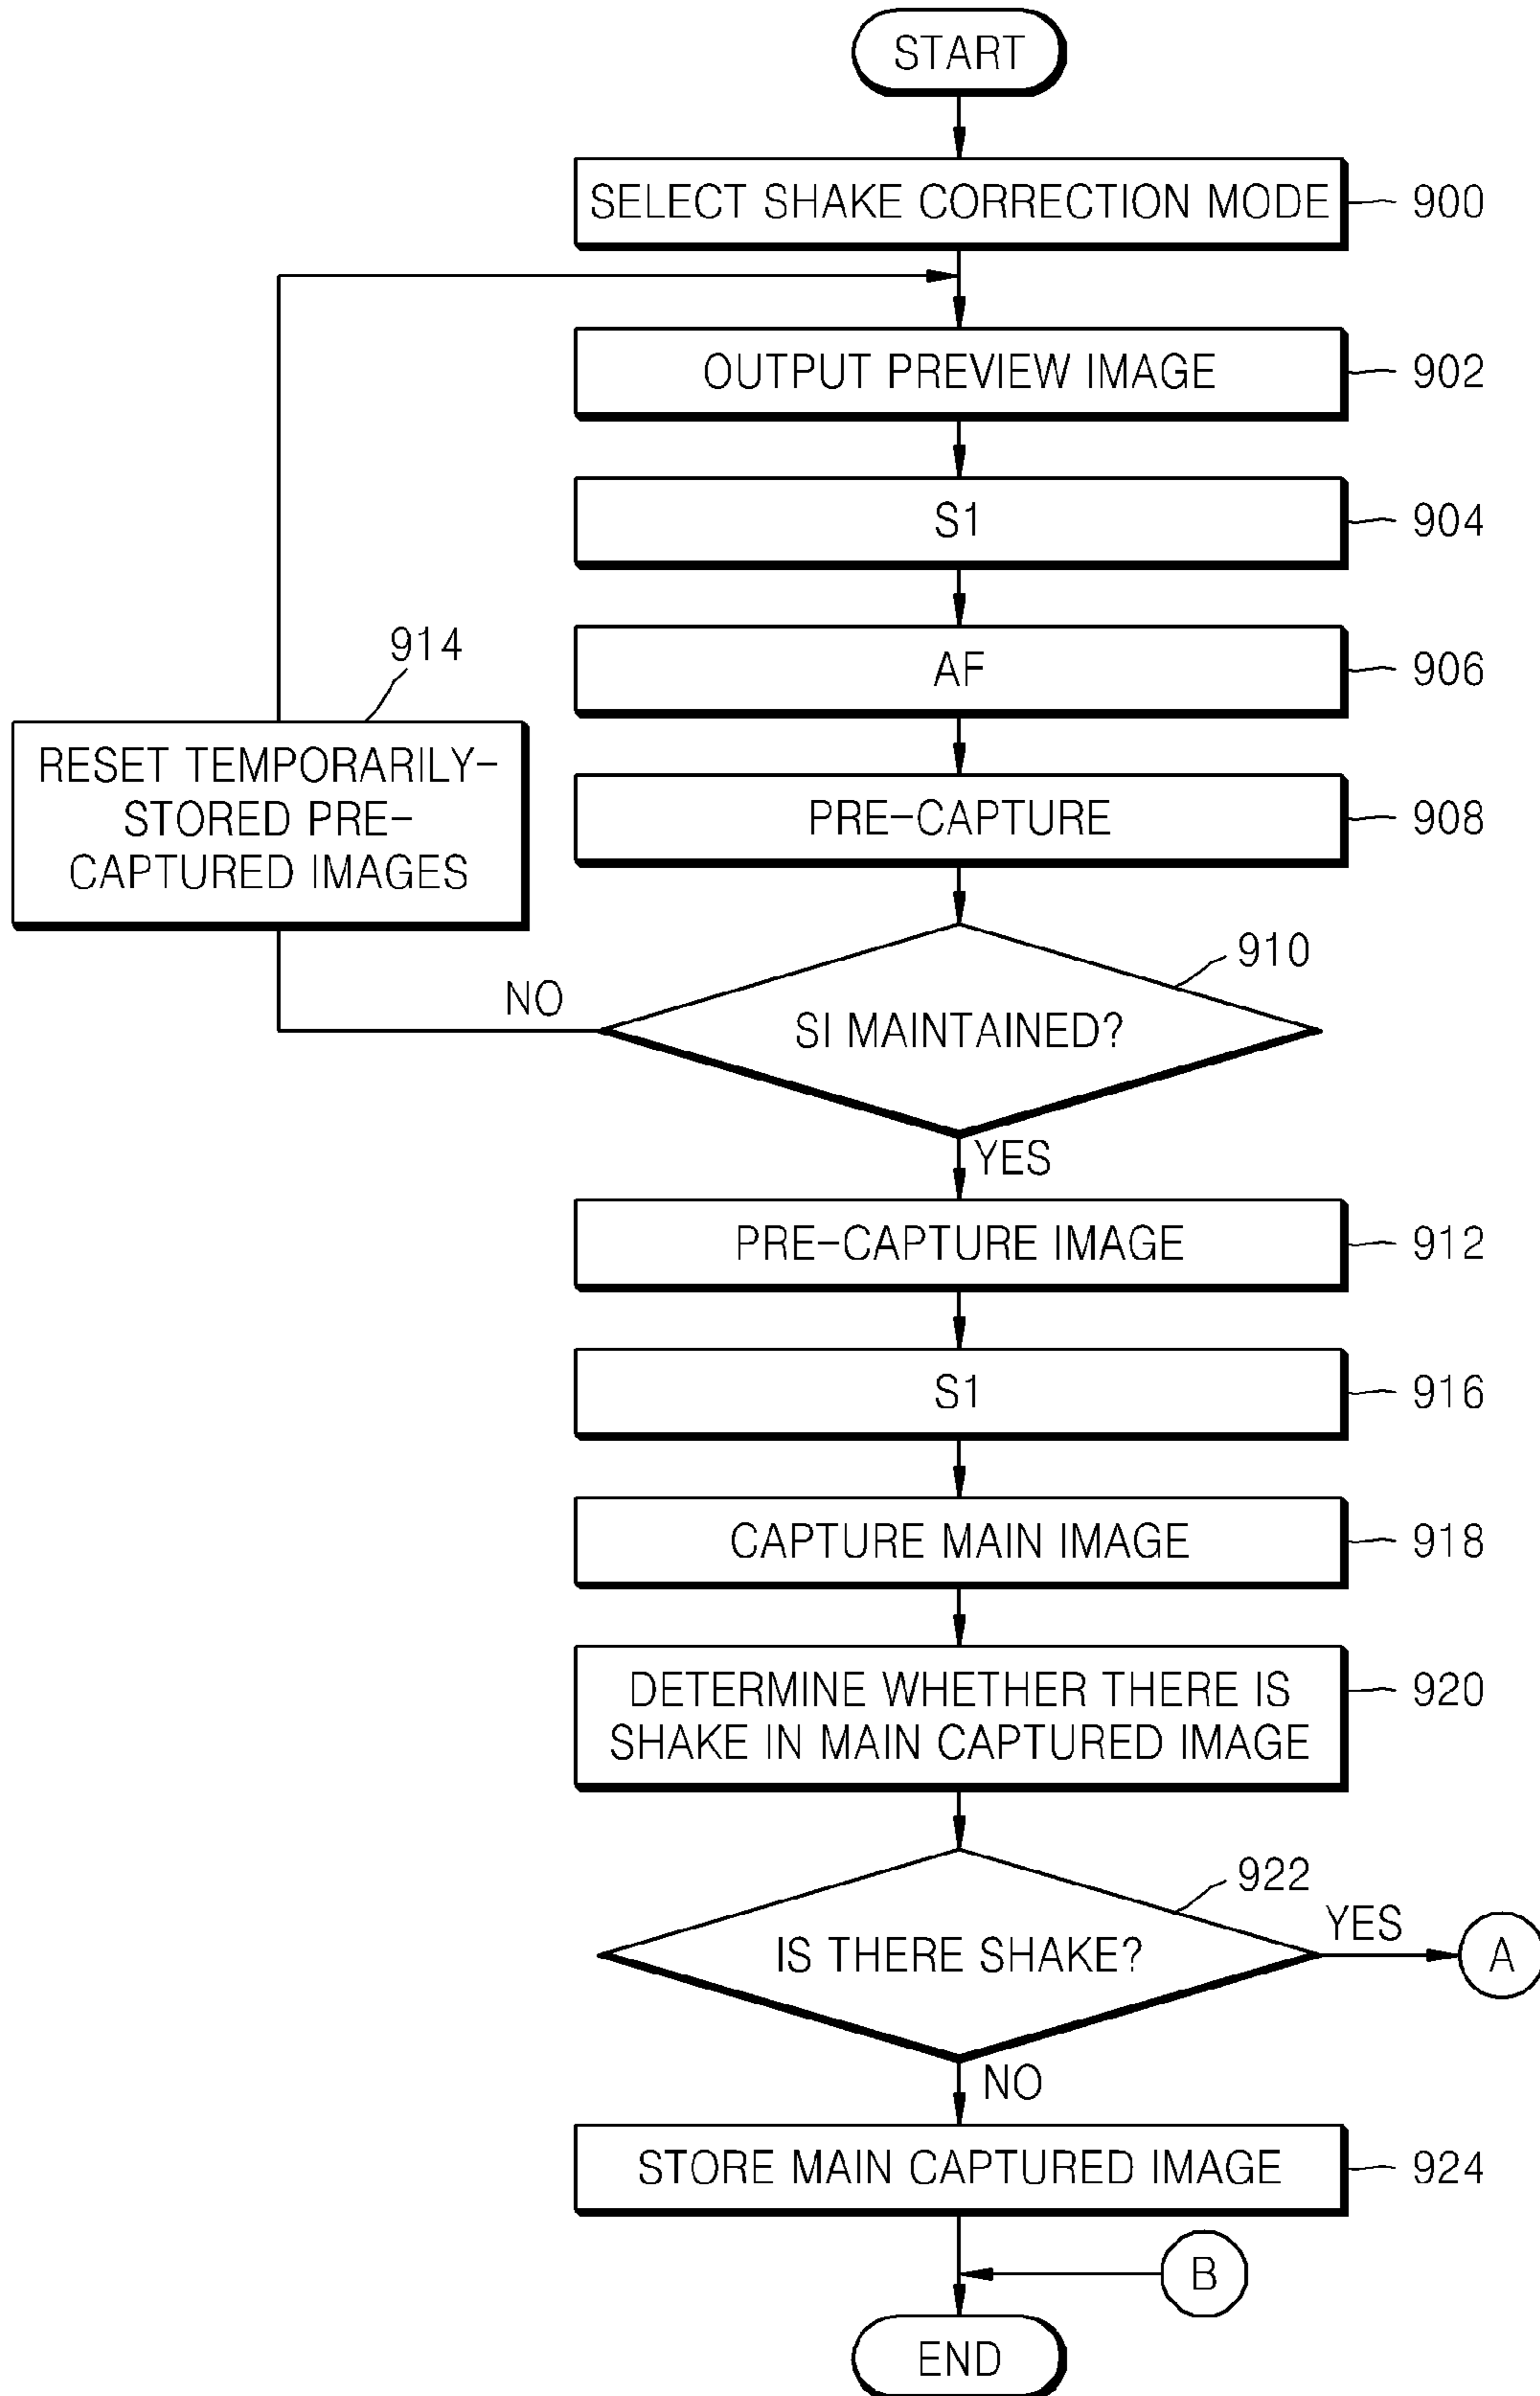 START
SELECT SHAKE CORRECTION MODE
900
OUTPUT PREVIEW IMAGE
902
S1
904
AF
906
914
RESET TEMPORARILY-
STORED PRE-
CAPTURED IMAGES
PRE-CAPTURE
908
910
NO
SI MAINTAINED?
YES
PRE-CAPTURE IMAGE
912
S1
916
CAPTURE MAIN IMAGE
918
DETERMINE WHETHER THERE IS
SHAKE IN MAIN CAPTURED IMAGE
920
922
IS THERE SHAKE?
YES
A
NO
STORE MAIN CAPTURED IMAGE
924
B
END